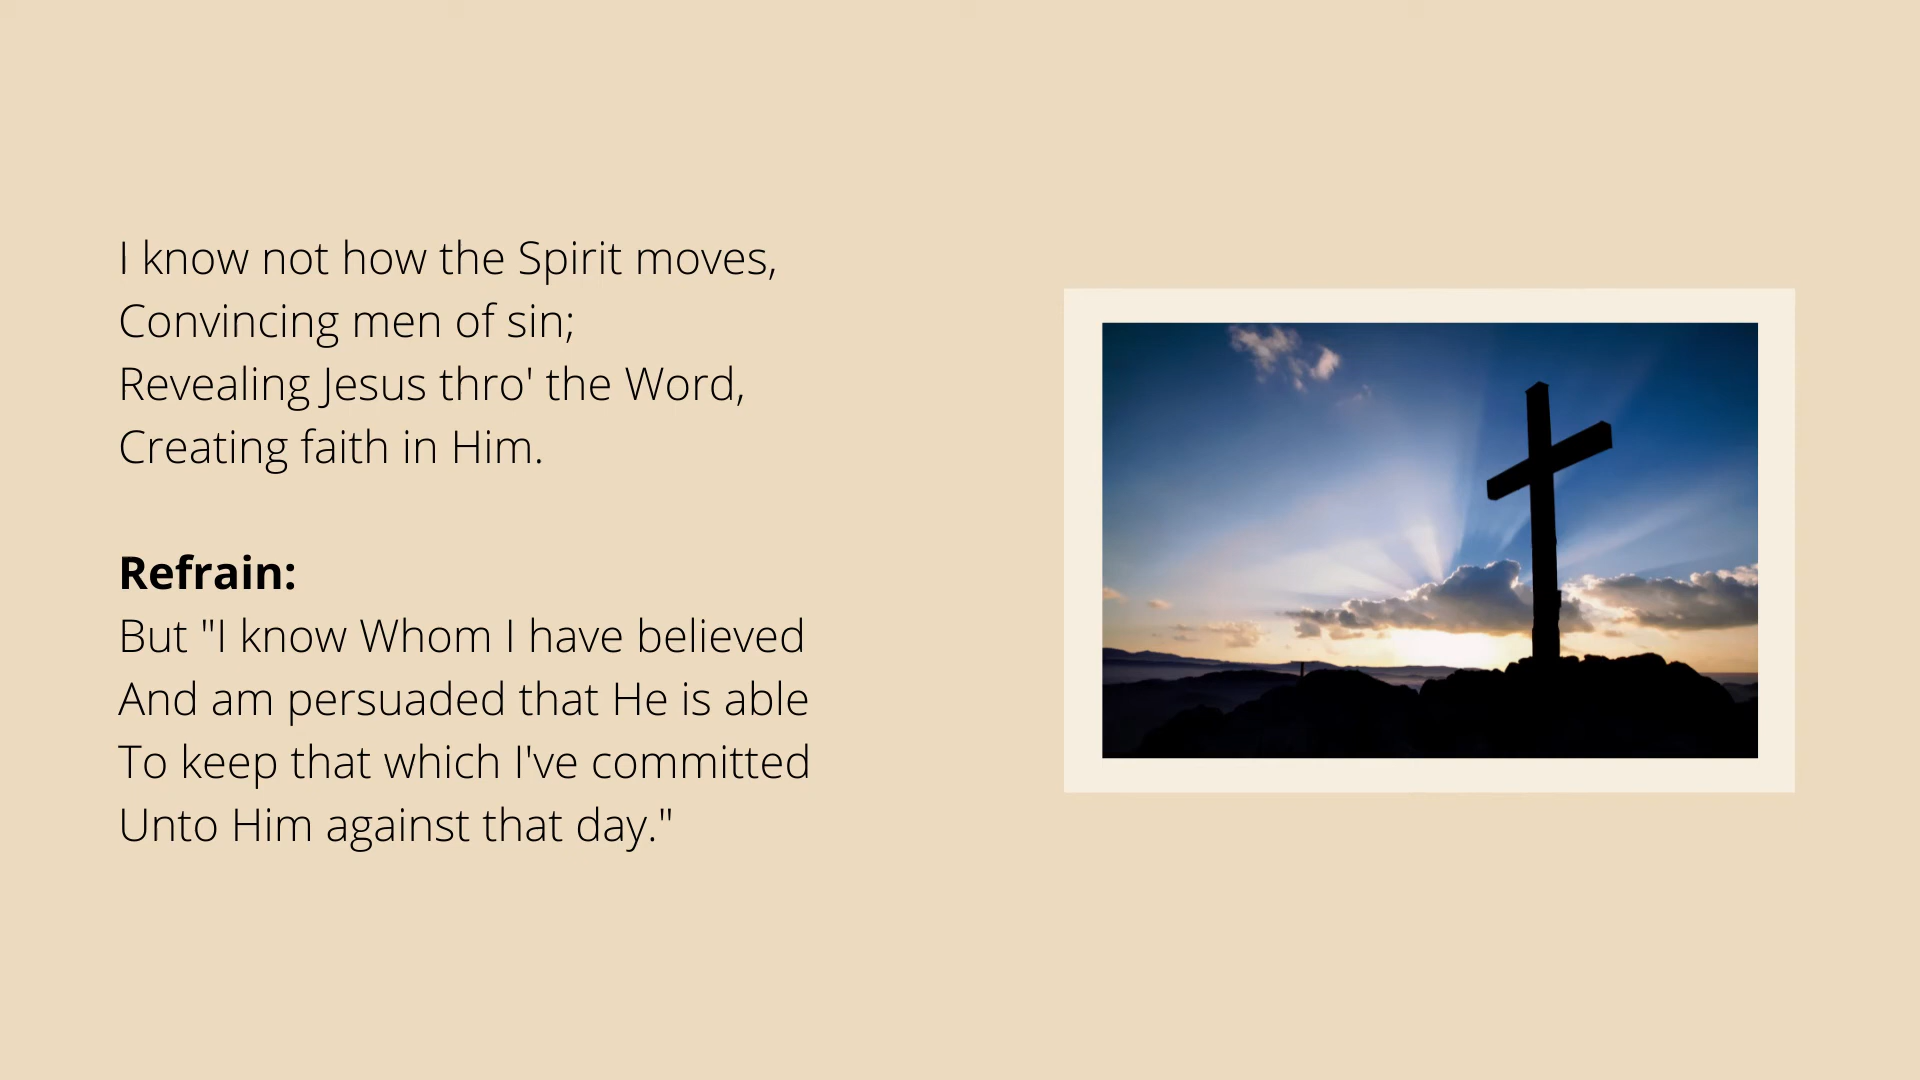 I know not how the Spirit moves,
Convincing men of sin;
Revealing Jesus thro' the Word,
Creating faith in Him.
Refrain:
But "I know Whom I have believed
And am persuaded that He is able
To keep that which I've committed
Unto Him against that day."